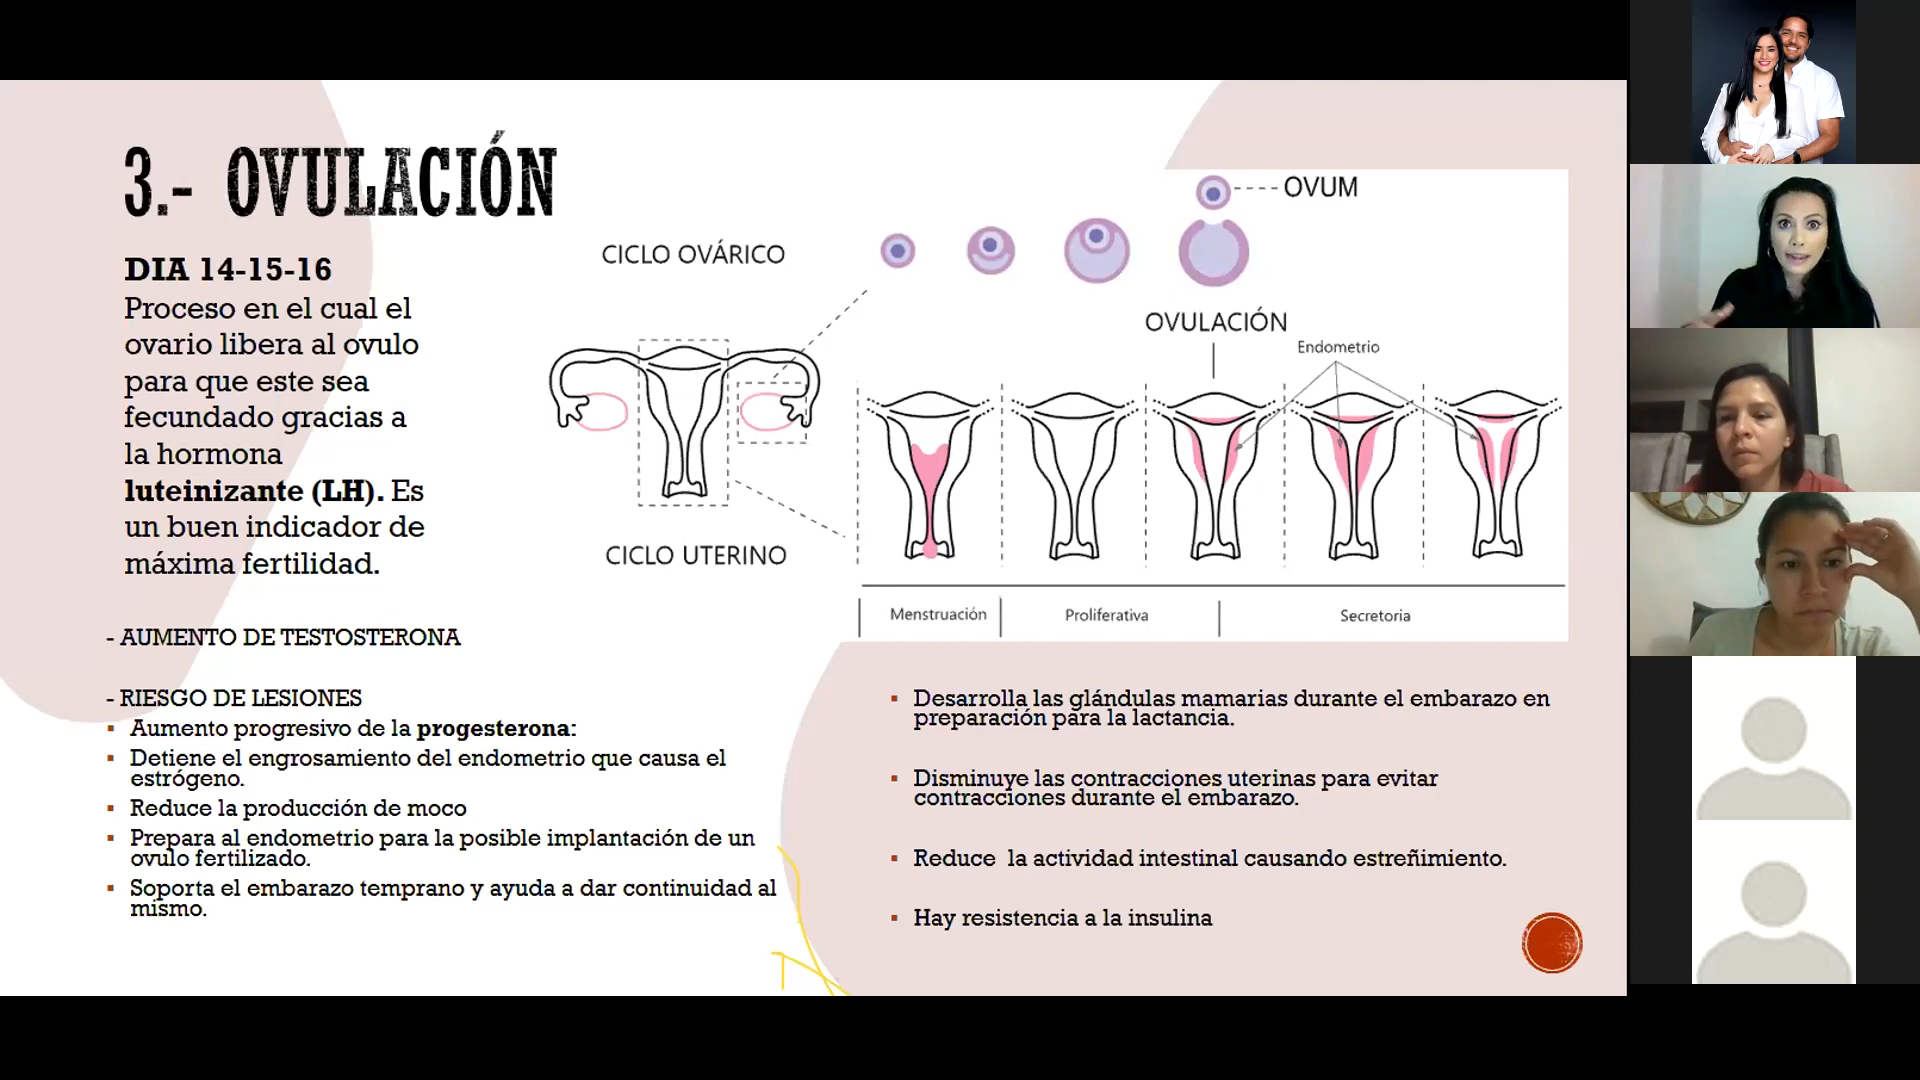 3.- OVULACIÓN
DIA 14-15-16
Proceso en el cual el
ovario libera al ovulo
para que este sea
fecundado gracias a
la hormona
luteinizante (LH). Es
un buen indicador de
máxima fertilidad.
CICLO OVÁRICO
OVUM
OVULACIÓN
Endometrio
CICLO UTERINO
Menstruación
Proliferativa
Secretoria
- AUMENTO DE TESTOSTERONA
- RIESGO DE LESIONES
▪ Aumento progresivo de la progesterona:
▪ Detiene el engrosamiento del endometrio que causa el
estrógeno.
▪ Reduce la producción de moco
▪ Prepara al endometrio para la posible implantación de un
ovulo fertilizado.
▪ Soporta el embarazo temprano y ayuda a dar continuidad al
mismo.
▪ Desarrolla las glándulas mamarias durante el embarazo en
preparación para la lactancia.
▪ Disminuye las contracciones uterinas para evitar
contracciones durante el embarazo.
▪ Reduce la actividad intestinal causando estreñimiento.
▪ Hay resistencia a la insulina